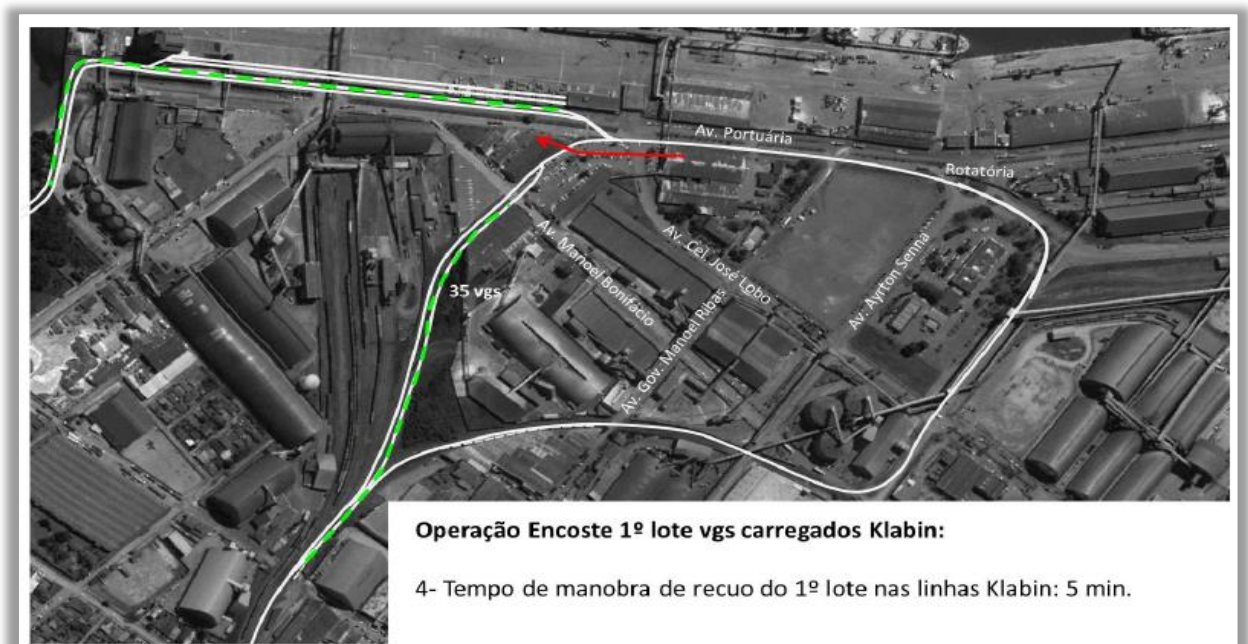 Av. Portuária
Rotatória
Av. Manoel Bonifácio
Av. Cel. José Lobo
Av. Ayrton Senna
Av. Gov. Manoel Ribas
35 vgs
Operação Encoste 1º lote vgs carregados Klabin:
4- Tempo de manobra de recuo do 1º lote nas linhas Klabin: 5 min.